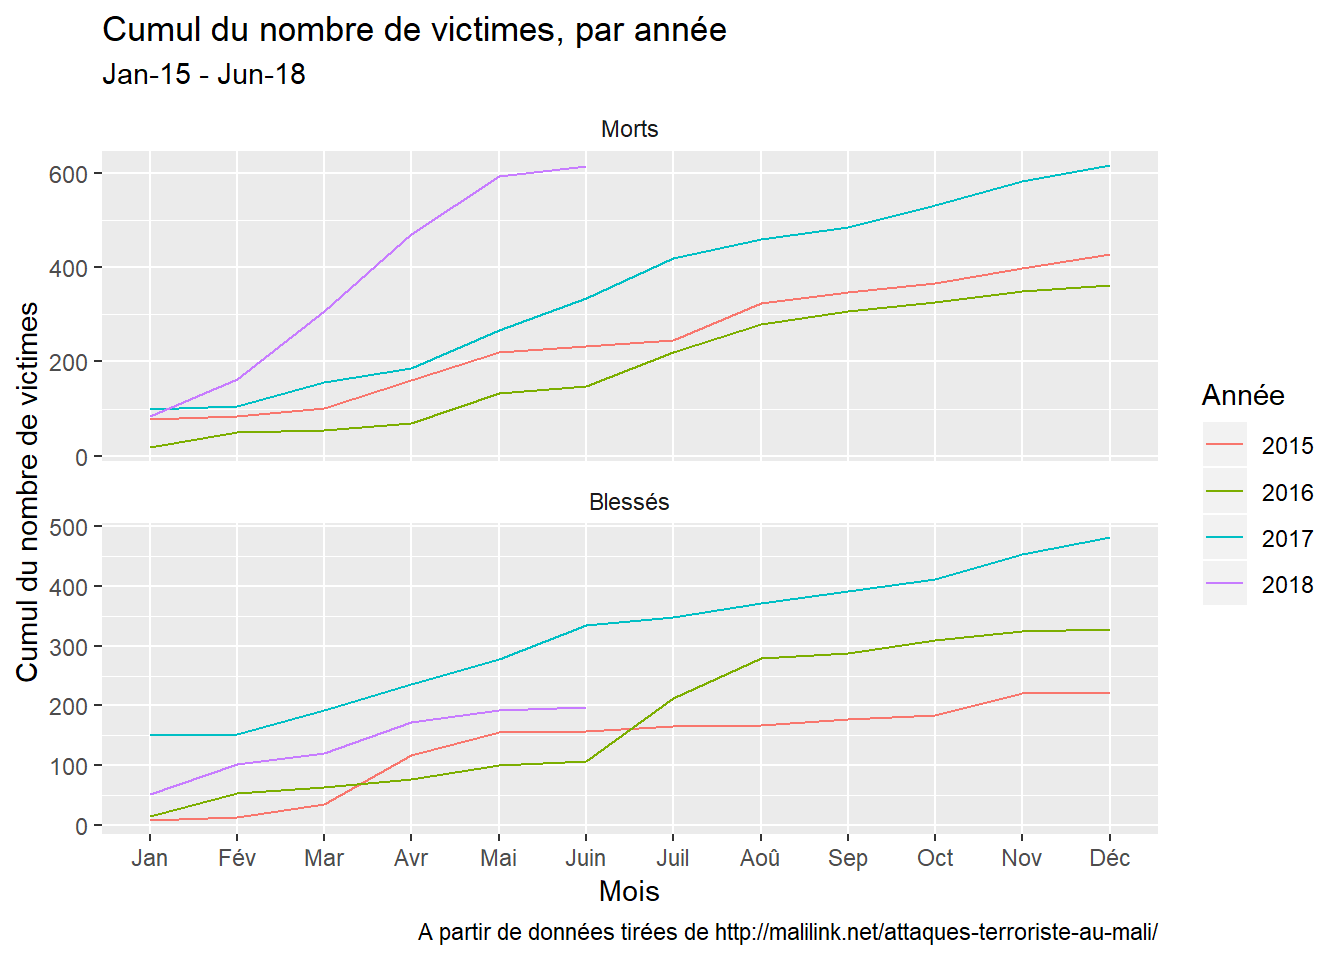 Cumul du nombre de victimes, par année
Jan-15 - Jun-18
Morts
600
400
200
0
Blessés
500
400
300
200
100
0
Cumul du nombre de victimes
Jan Fév Mar Avr Mai Juin Juil Aoû Sep Oct Nov Déc
Mois
Année
2015
2016
2017
2018
A partir de données tirées de http://malilink.net/attaques-terroriste-au-mali/